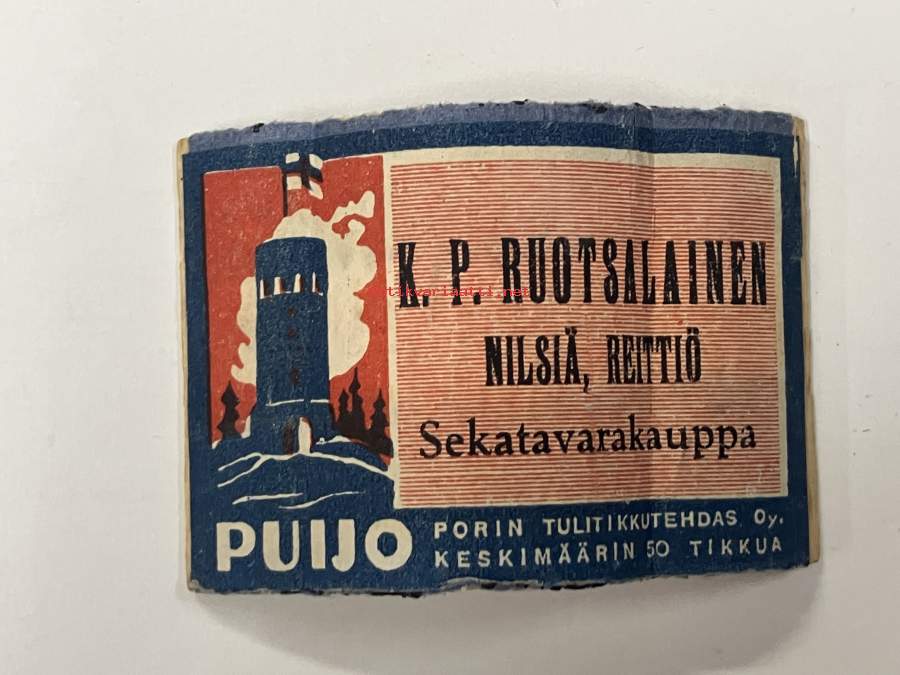 K. P. RUOTSALAINEN
NILSIÄ, REITTIÖ
Sekatavarakauppa
PUIJO
PORIN TULITIKKUTEHDAS Oy.
KESKIMÄÄRIN 50 TIKKUA